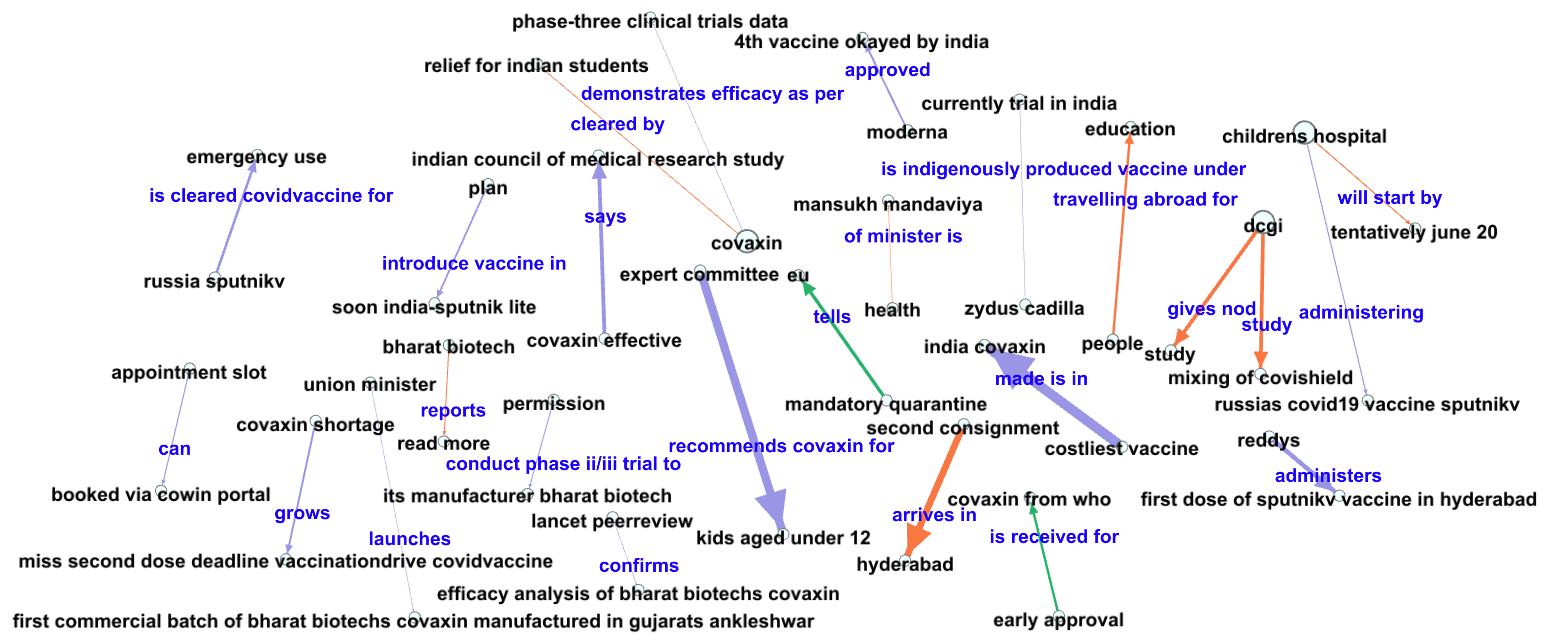 phase-three clinical trials data
4th vaccine okayed by india
relief for indian students
approved
demonstrates efficacy as per
currently trial in india
cleared by
moderna
education
childrens hospital
emergency use
indian council of medical research study
is indigenously produced vaccine under
plan
is cleared covidvaccine for
mansukh mandaviya
travelling abroad for
will start by
says
dcgi
tentatively june 20
covaxin
of minister is
introduce vaccine in
expert committee
eu
russia sputnikv
soon india-sputnik lite
health
zydus cadilla
gives nod
administering
tells
study
covaxin effective
bharat biotech
india covaxin
people
study
appointment slot
union minister
made is in
mixing of covishield
permission
mandatory quarantine
russias covid19 vaccine sputnikv
reports
covaxin shortage
second consignment
read more
reddys
can
recommends covaxin for
costliest vaccine
conduct phase ii/iii trial to
administers
booked via cowin portal
its manufacturer bharat biotech
covaxin from who
first dose of sputnikv vaccine in hyderabad
grows
lancet peerreview
arrives in
launches
kids aged under 12
is received for
miss second dose deadline vaccinationdrive covidvaccine
confirms
hyderabad
efficacy analysis of bharat biotechs covaxin
first commercial batch of bharat biotechs covaxin manufactured in gujarats ankleshwar
early approval